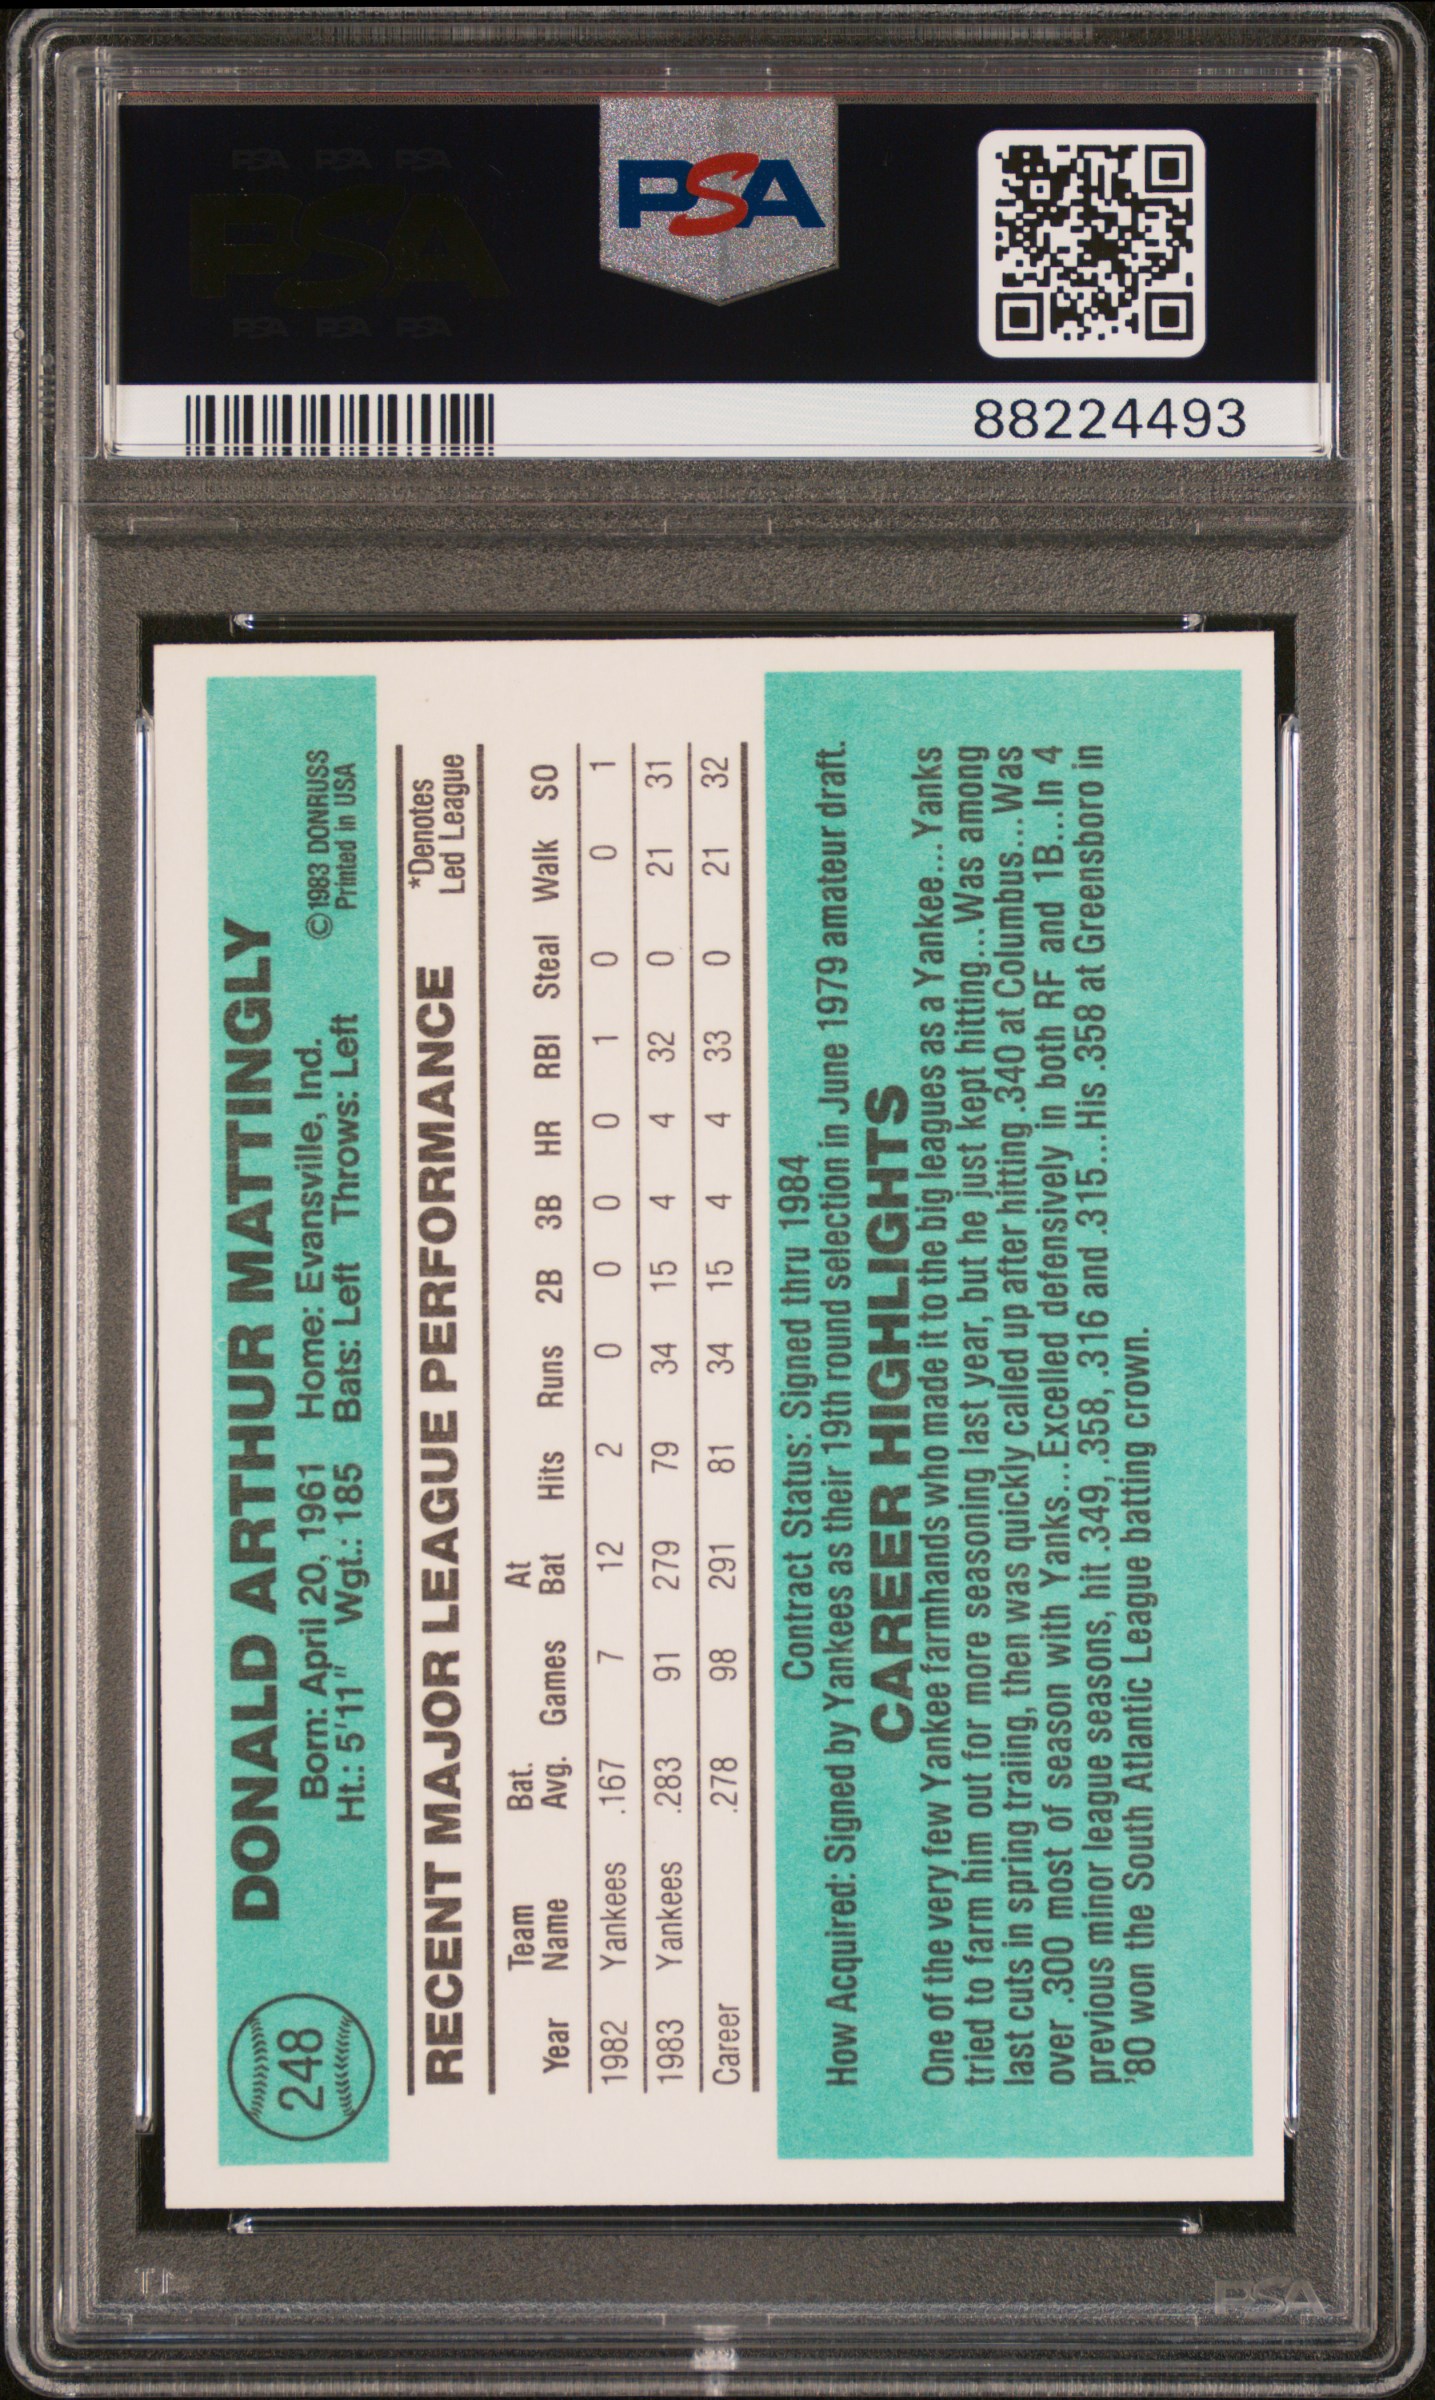 PSA PSA PSA
PSA
PSA PSA PSA
PSA
88224493
248
DONALD ARTHUR MATTINGLY
©1983 DONRUSS
Printed in USA
Born: April 20, 1961 Home: Evansville, Ind.
Ht.: 5'11" Wgt.: 185 Bats: Left Throws: Left
RECENT MAJOR LEAGUE PERFORMANCE
*Denotes
Led League
Year Team Name Bat. Avg. Games At Bat Hits Runs 2B 3B HR RBI Steal Walk SO
1982 Yankees .167 7 12 2 0 0 0 0 1 0 0 1
1983 Yankees .283 91 279 79 34 15 4 4 32 0 21 31
Career .278 98 291 81 34 15 4 4 33 0 21 32
Contract Status: Signed thru 1984
How Acquired: Signed by Yankees as their 19th round selection in June 1979 amateur draft.
CAREER HIGHLIGHTS
One of the very few Yankee farmhands who made it to the big leagues as a Yankee... Yanks
tried to farm him out for more seasoning last year, but he just kept hitting... Was among
last cuts in spring traiing, then was quickly called up after hitting .340 at Columbus... Was
over .300 most of season with Yanks...Excelled defensively in both RF and 1B...In 4
previous minor league seasons, hit .349, .358, .316 and .315...His .358 at Greensboro in
'80 won the South Atlantic League batting crown.
PSA